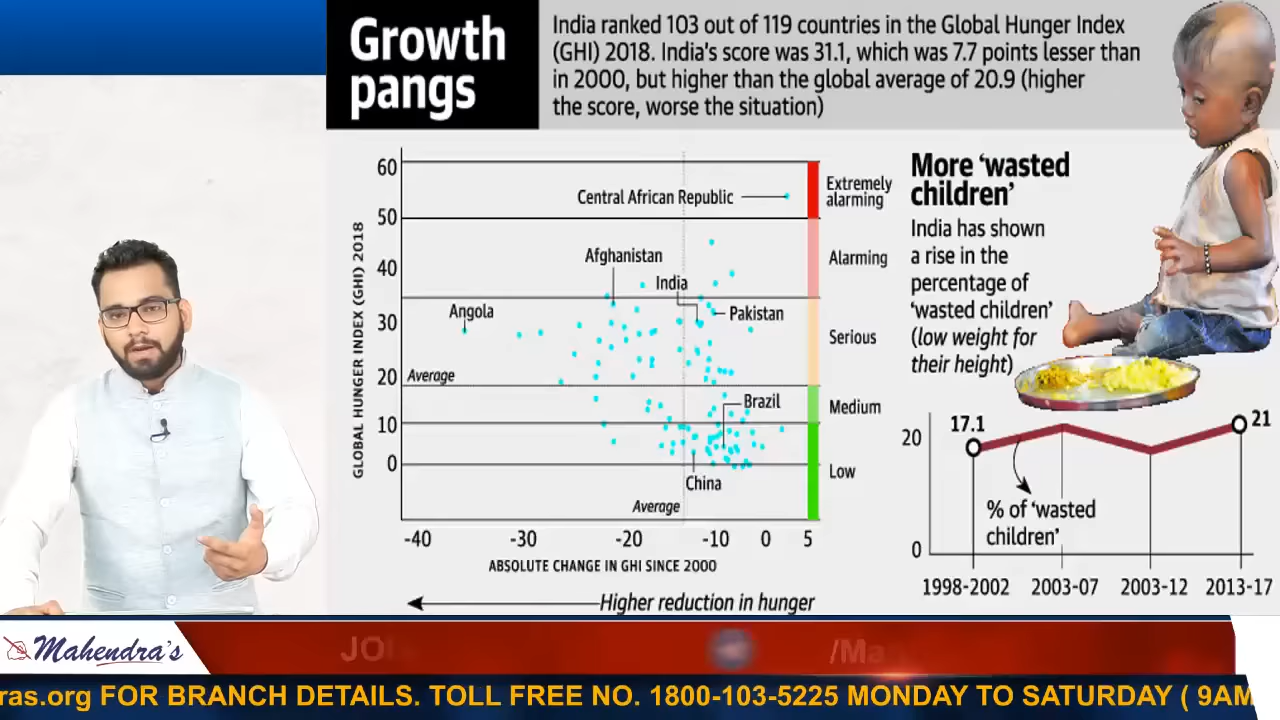 Growth
pangs
India ranked 103 out of 119 countries in the Global Hunger Index
(GHI) 2018. India's score was 31.1, which was 7.7 points lesser than
in 2000, but higher than the global average of 20.9 (higher
the score, worse the situation)
GLOBAL HUNGER INDEX (GHI) 2018
60
50
40
30
20
10
0
Central African Republic
Afghanistan
India
Angola
Pakistan
Average
Brazil
China
Average
Extremely
alarming
Alarming
Serious
Medium
Low
-40 -30 -20 -10 0 5
ABSOLUTE CHANGE IN GHI SINCE 2000
Higher reduction in hunger
More 'wasted
children'
India has shown
a rise in the
percentage of
'wasted children'
(low weight for
their height)
17.1
21
20
0
% of 'wasted
children'
1998-2002 2003-07 2003-12 2013-17
Mahendra's
JO
/Ma
ras.org FOR BRANCH DETAILS. TOLL FREE NO. 1800-103-5225 MONDAY TO SATURDAY ( 9AM